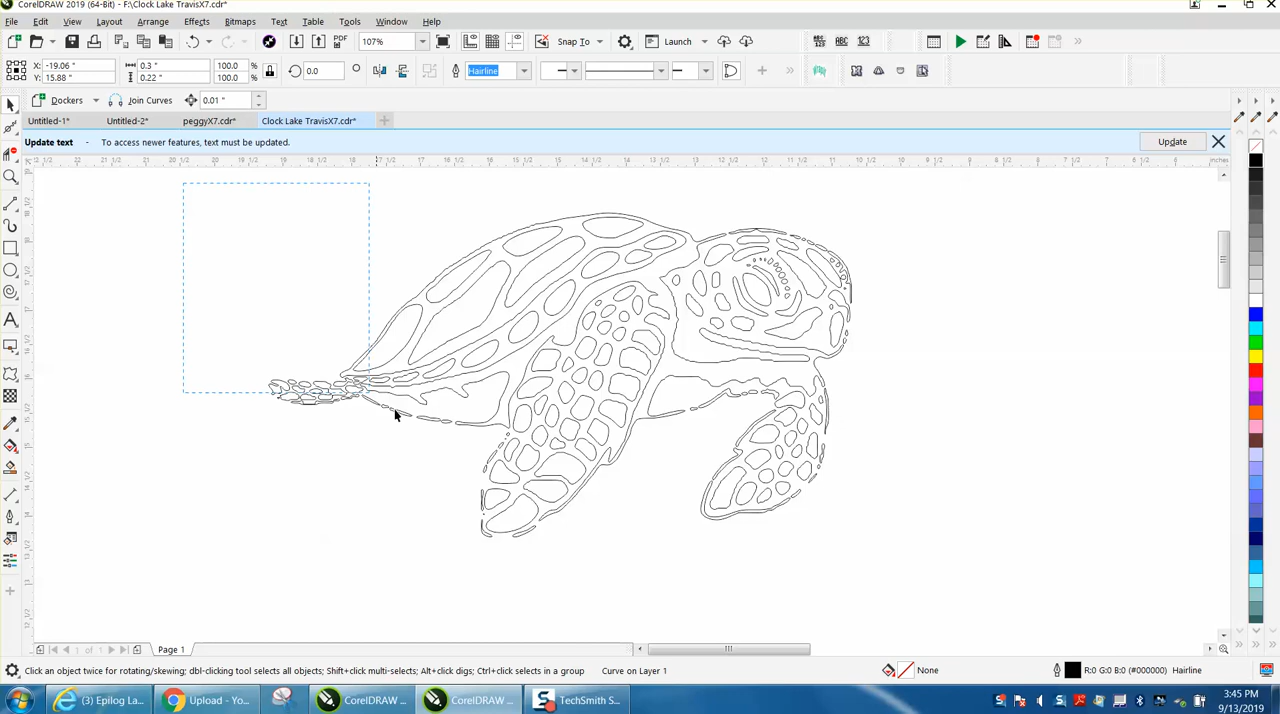 CorelDRAW 2019 (64-Bit) - F:\Clock Lake TravisX7.cdr*
File Edit View Layout Arrange Effects Bitmaps Text Table Tools Window Help
PDF 107% Snap To Launch
X: -19.06 " 0.3 " 100.0 % 0.0 ° Hairline
Y: 15.88 " 0.22 " 100.0 %
Dockers Join Curves 0.01 "
Untitled-1* Untitled-2* peggyX7.cdr* Clock Lake TravisX7.cdr*
Update text - To access newer features, text must be updated. Update
inches
Page 1
Click an object twice for rotating/skewing; dbl-clicking tool selects all objects; Shift+click multi-selects; Alt+click digs; Ctrl+click selects in a group Curve on Layer 1 None R:0 G:0 B:0 (#000000) Hairline
(3) Epilog La... Upload - Yo... CorelDRAW ... CorelDRAW ... TechSmith S... 3:45 PM
9/13/2019